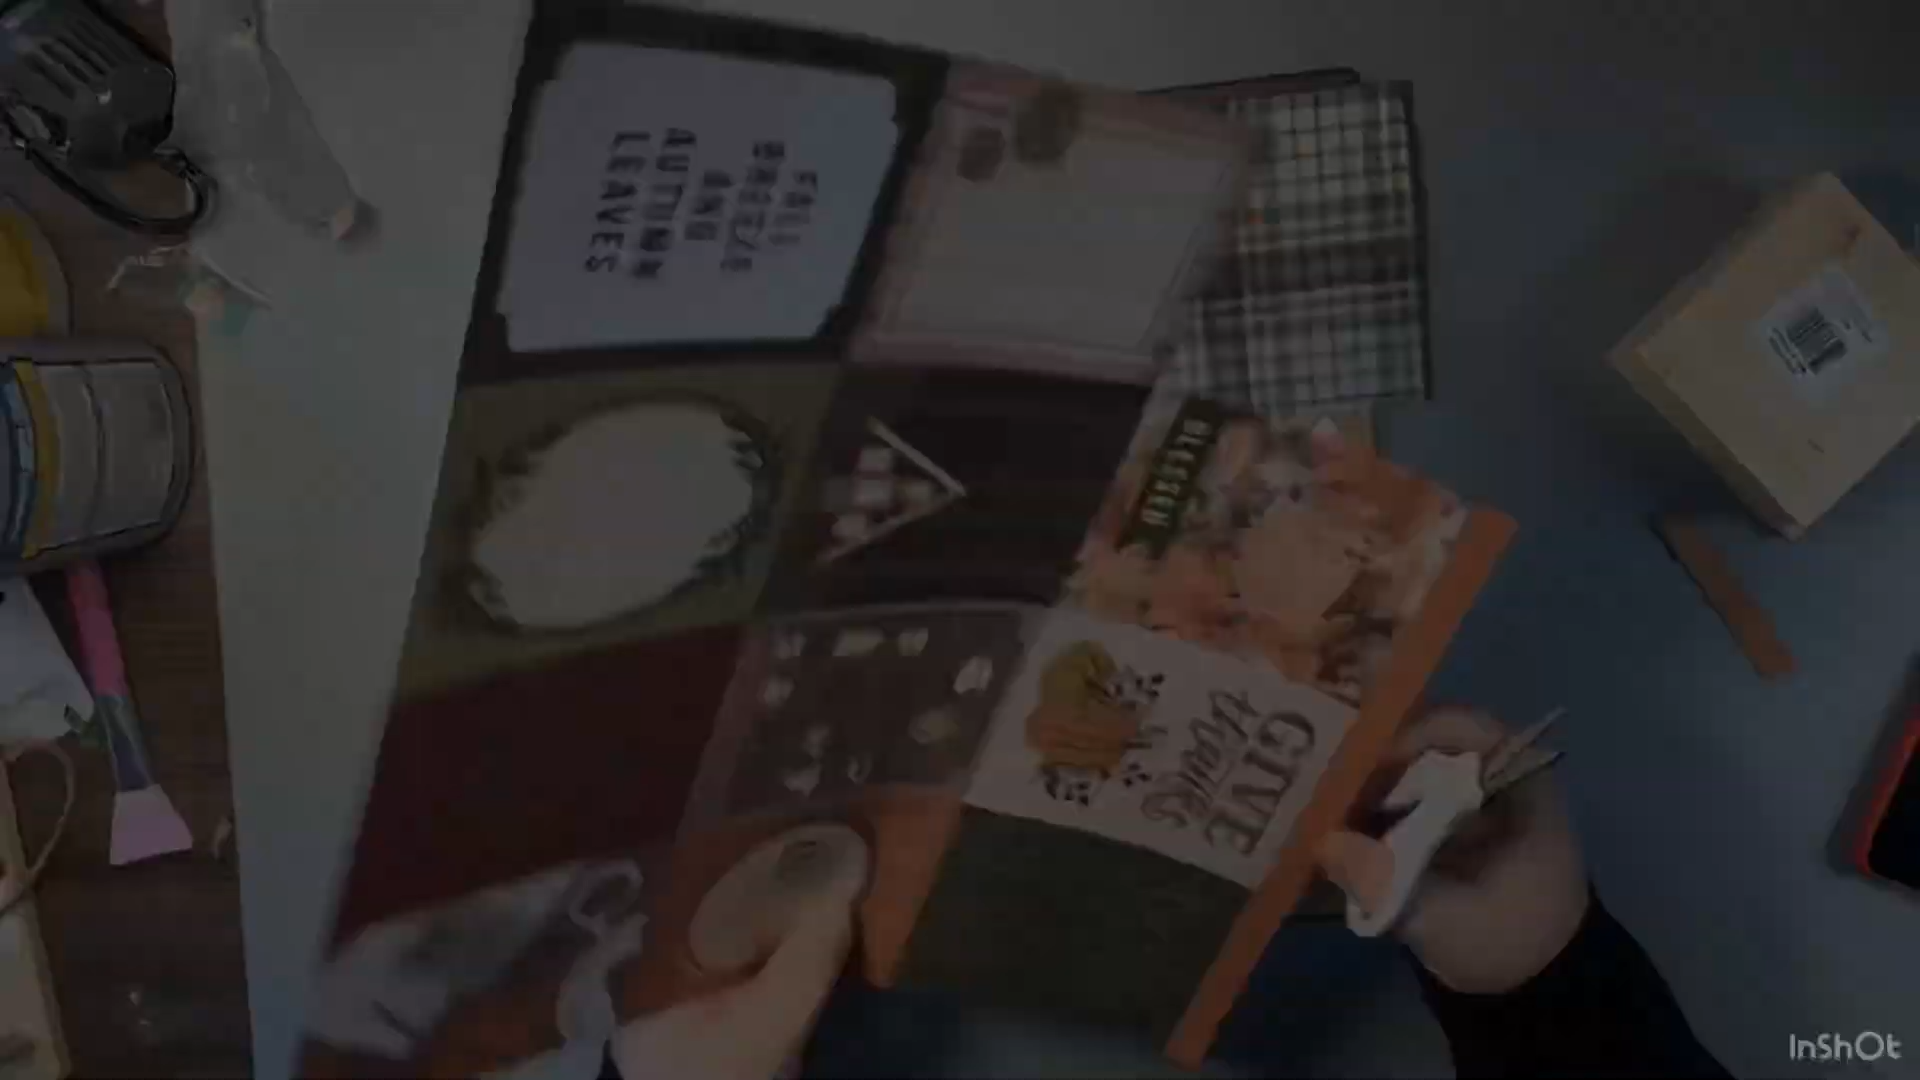 FALL
BREEZE
AND
AUTUMN
LEAVES
BLESSED
GIVE
thanks
InShOt